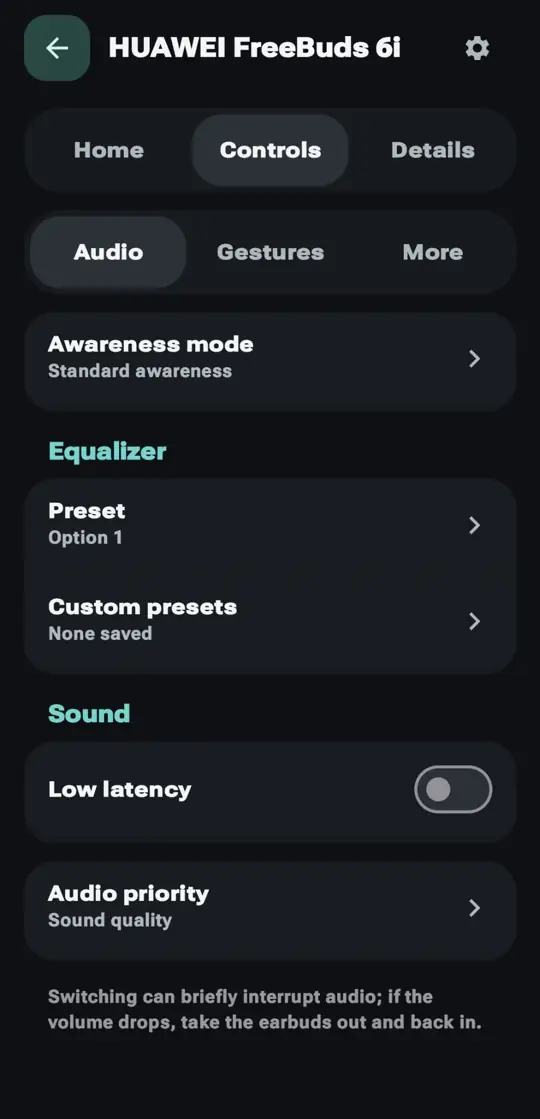 HUAWEI FreeBuds 6i
Home Controls Details
Audio Gestures More
Awareness mode
Standard awareness
Equalizer
Preset
Option 1
Custom presets
None saved
Sound
Low latency
Audio priority
Sound quality
Switching can briefly interrupt audio; if the
volume drops, take the earbuds out and back in.